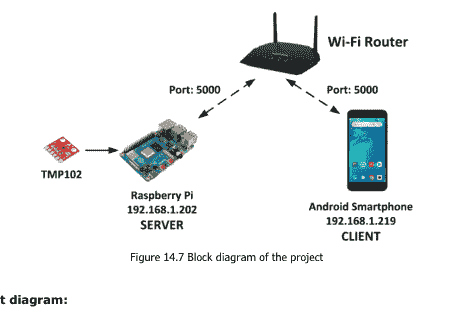 Wi-Fi Router
Port: 5000
Port: 5000
TMP102
Raspberry Pi
192.168.1.202
SERVER
Android Smartphone
192.168.1.219
CLIENT
Figure 14.7 Block diagram of the project
t diagram: